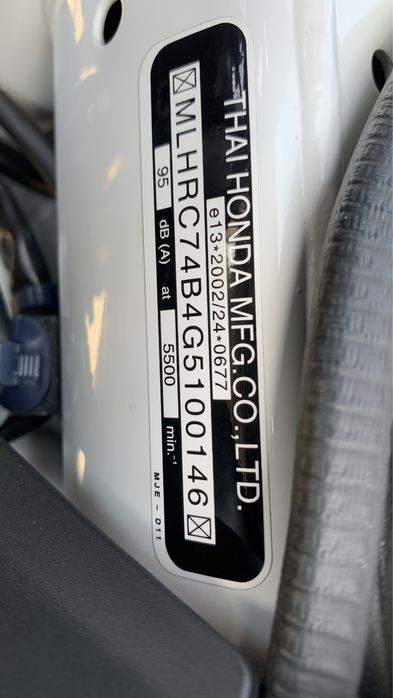 THAI HONDA MFG.CO.,LTD.
e13*2002/24*0677
MLHRC74B4G5100146
95 dB (A) at 5500 min.⁻¹
MJE - D11